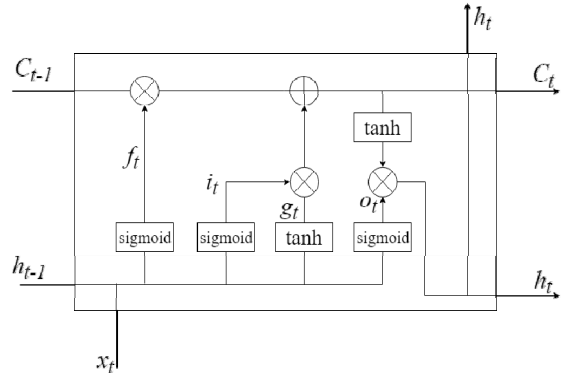 h_t
C_{t-1}
C_t
tanh
f_t
i_t
g_t
o_t
sigmoid
sigmoid
tanh
sigmoid
h_{t-1}
h_t
x_t